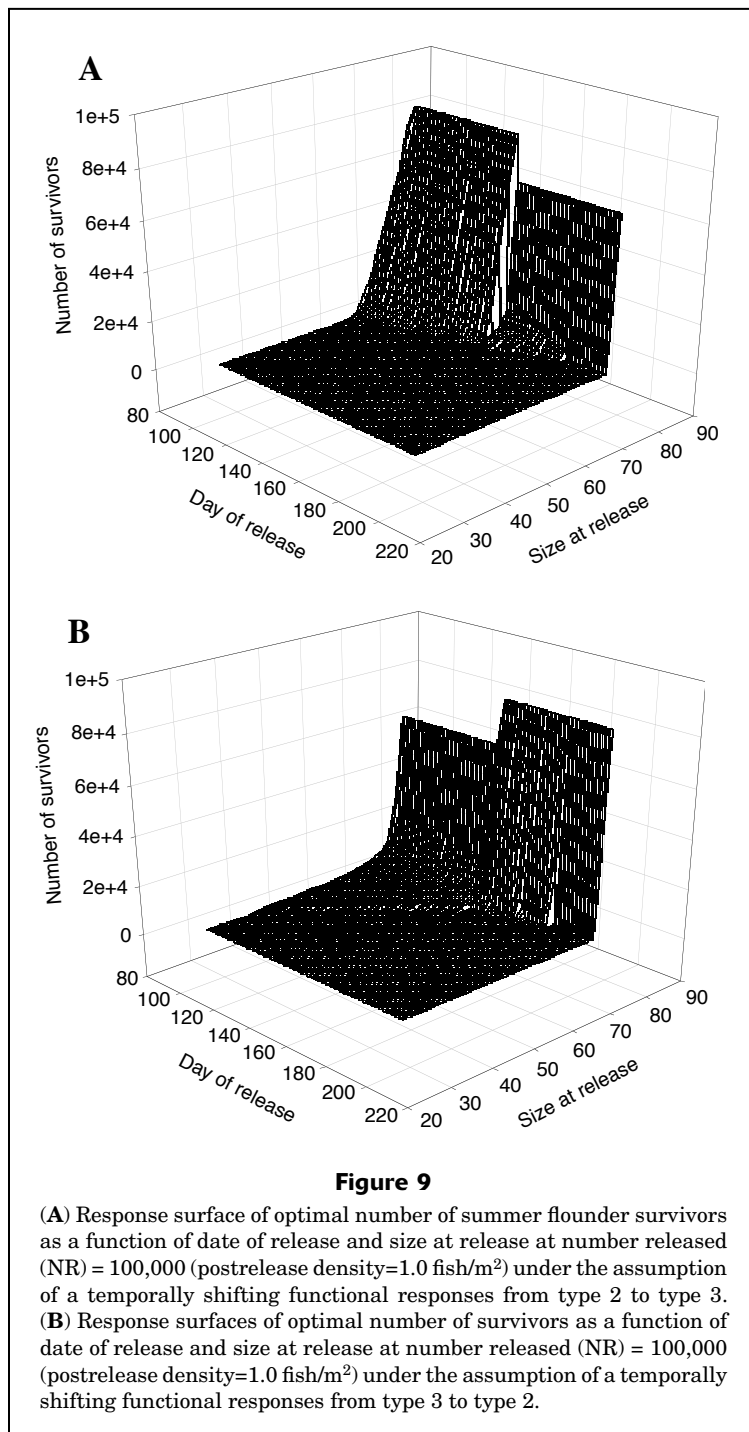 A
1e+5
8e+4
6e+4
4e+4
2e+4
0
Number of survivors
80
100
120
140
160
180
200
220
Day of release
20
30
40
50
60
70
80
90
Size at release
B
1e+5
8e+4
6e+4
4e+4
2e+4
0
Number of survivors
80
100
120
140
160
180
200
220
Day of release
20
30
40
50
60
70
80
90
Size at release
Figure 9
(A) Response surface of optimal number of summer flounder survivors
as a function of date of release and size at release at number released
(NR) = 100,000 (postrelease density=1.0 fish/m²) under the assumption
of a temporally shifting functional responses from type 2 to type 3.
(B) Response surfaces of optimal number of survivors as a function of
date of release and size at release at number released (NR) = 100,000
(postrelease density=1.0 fish/m²) under the assumption of a temporally
shifting functional responses from type 3 to type 2.